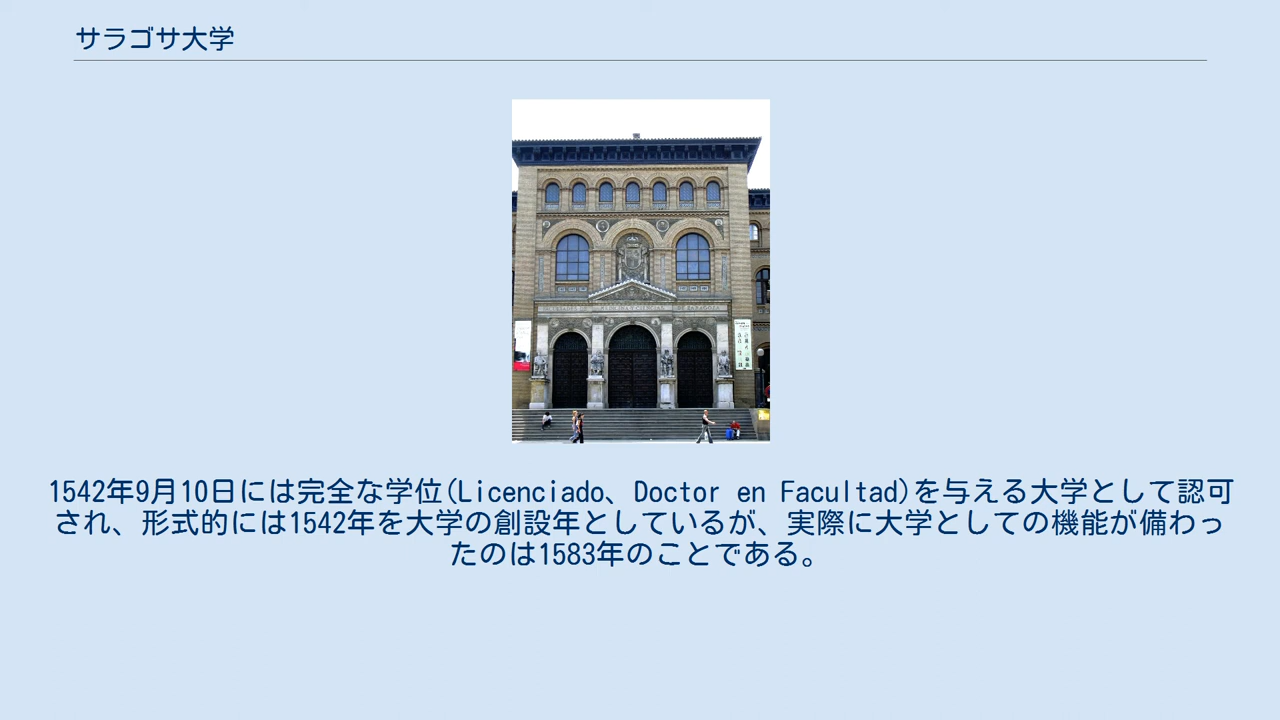 サラゴサ大学
1542年9月10日には完全な学位(Licenciado、Doctor en Facultad)を与える大学として認可
され、形式的には1542年を大学の創設年としているが、実際に大学としての機能が備わっ
たのは1583年のことである。